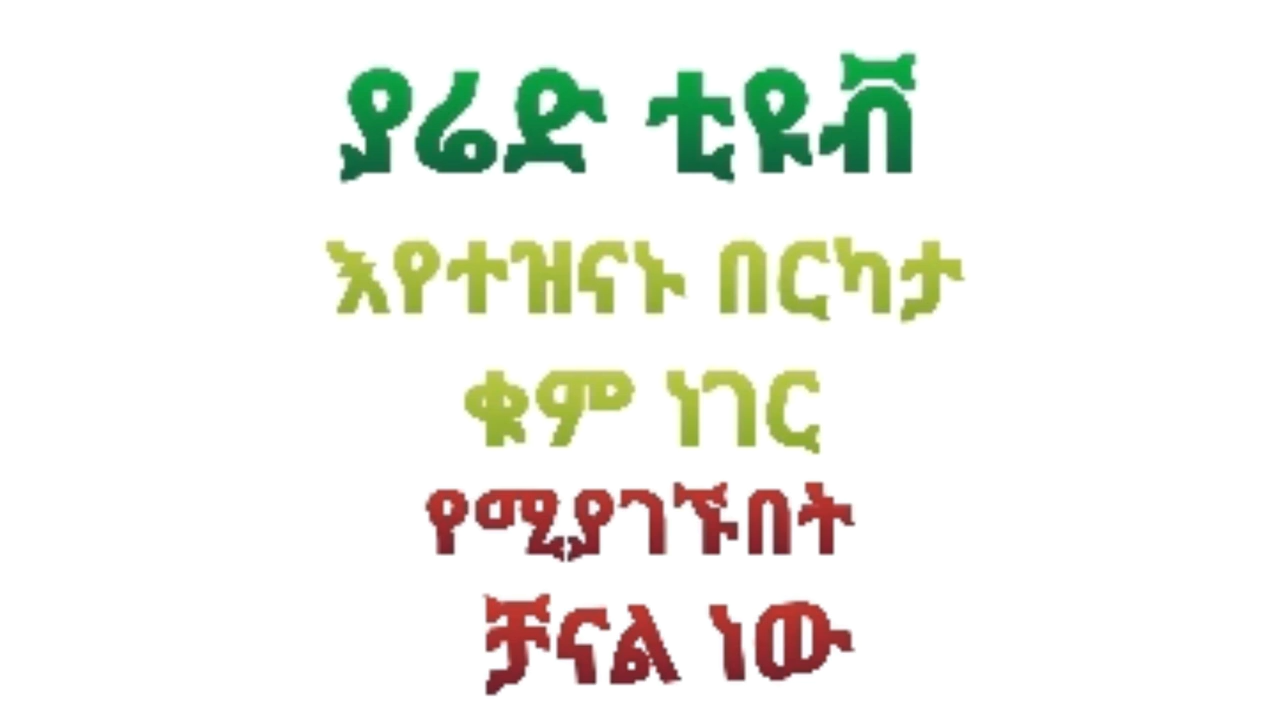 ያሬድ ቲዩብ
እየተዝናኑ በርካታ
ቁም ነገር
የሚያገኙበት
ቻናል ነው